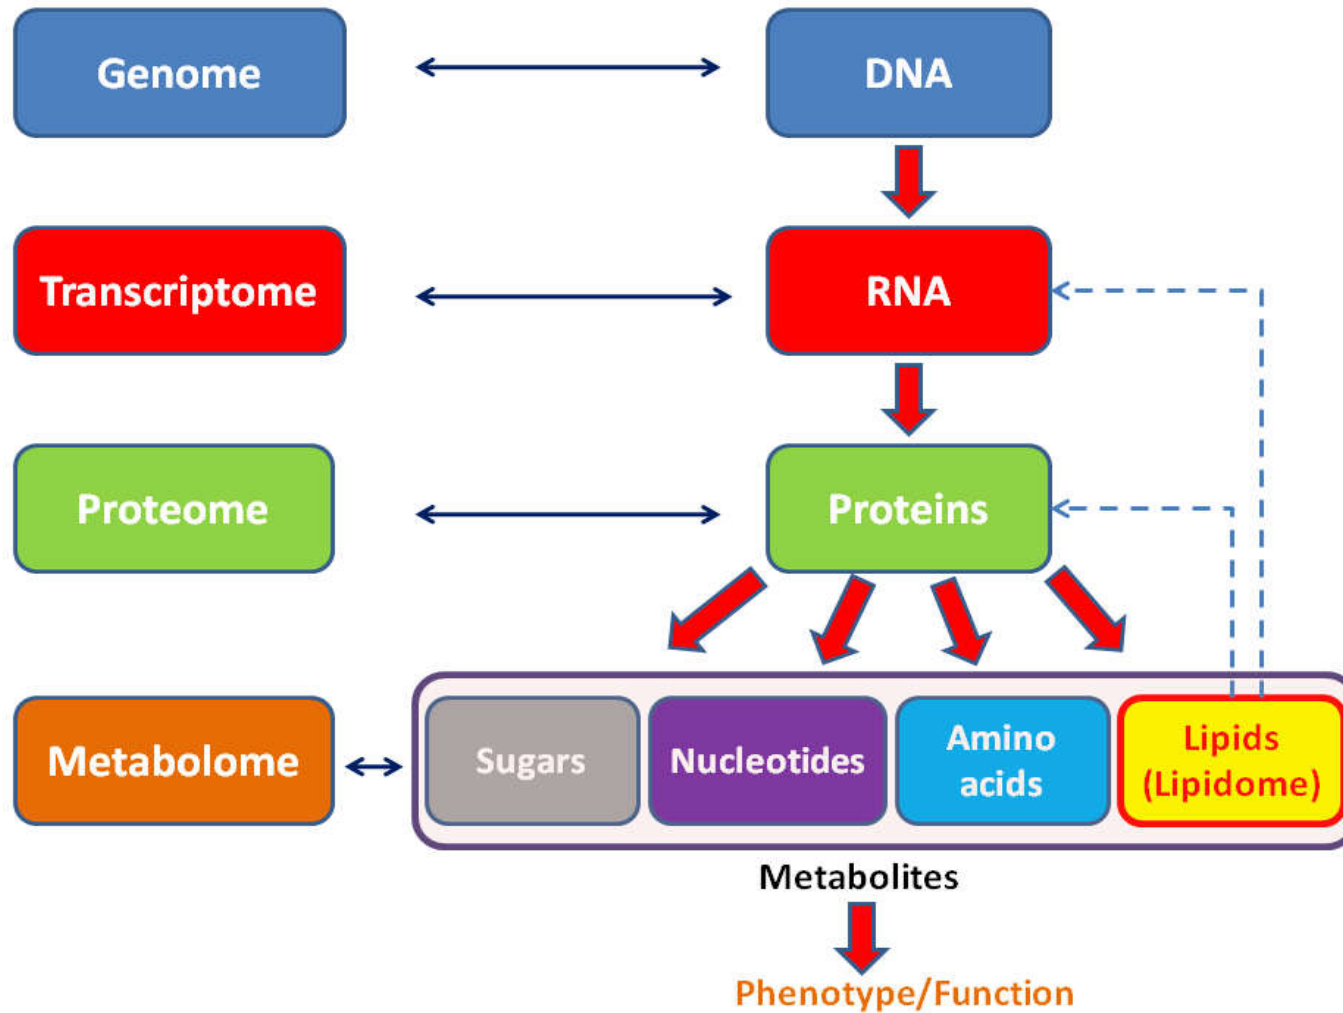 Genome
DNA
Transcriptome
RNA
Proteome
Proteins
Metabolome
Sugars
Nucleotides
Amino
acids
Lipids
(Lipidome)
Metabolites
Phenotype/Function